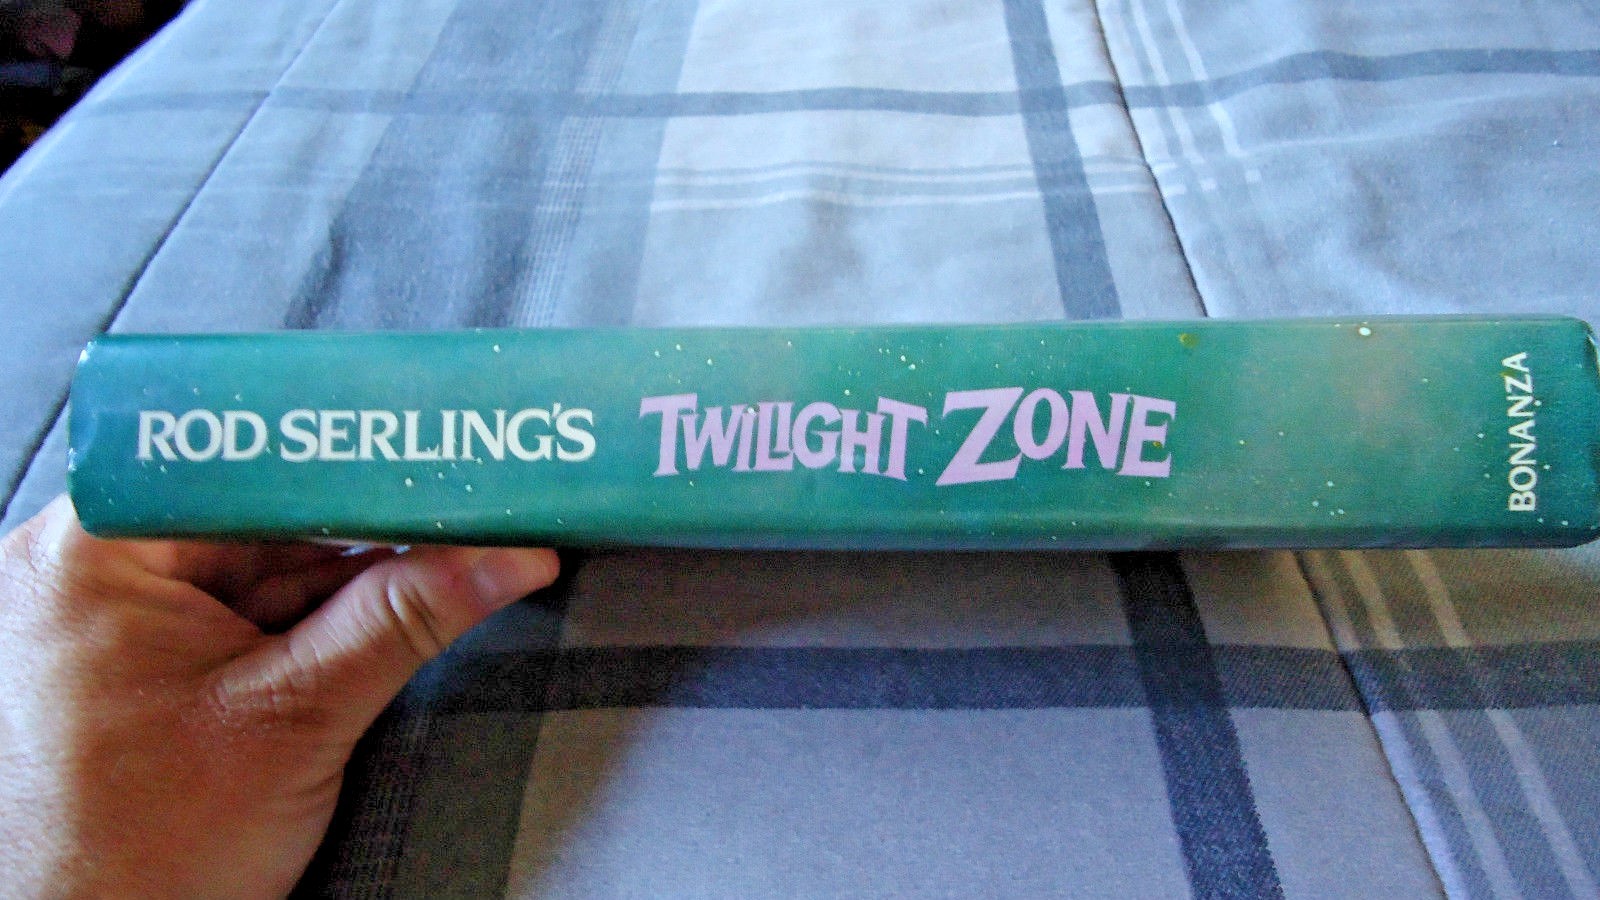 ROD SERLING'S TWILIGHT ZONE
BONANZA